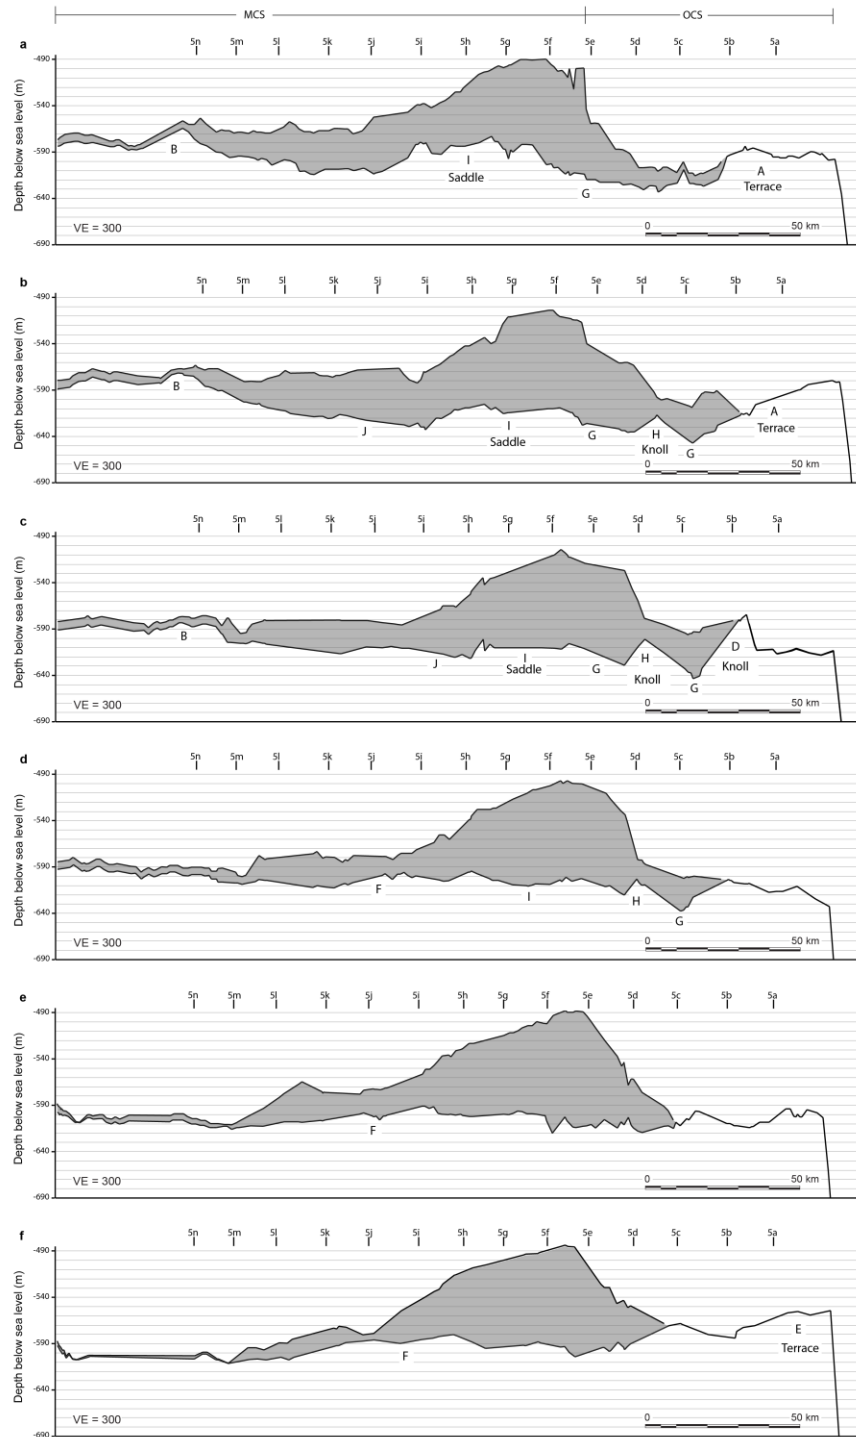 MCS OCS
a 5n 5m 5l 5k 5j 5i 5h 5g 5f 5e 5d 5c 5b 5a
Depth below sea level (m)
-490
-540
-590
-640
-690
B
I
Saddle
G
A
Terrace
0 50 km
VE = 300
b 5n 5m 5l 5k 5j 5i 5h 5g 5f 5e 5d 5c 5b 5a
Depth below sea level (m)
-490
-540
-590
-640
-690
B
J
I
Saddle
G
H
Knoll
G
A
Terrace
0 50 km
VE = 300
c 5n 5m 5l 5k 5j 5i 5h 5g 5f 5e 5d 5c 5b 5a
Depth below sea level (m)
-490
-540
-590
-640
-690
B
J
I
Saddle
G
H
Knoll
G
D
Knoll
0 50 km
VE = 300
d 5n 5m 5l 5k 5j 5i 5h 5g 5f 5e 5d 5c 5b 5a
Depth below sea level (m)
-490
-540
-590
-640
-690
F
I
H
G
0 50 km
VE = 300
e 5n 5m 5l 5k 5j 5i 5h 5g 5f 5e 5d 5c 5b 5a
Depth below sea level (m)
-490
-540
-590
-640
-690
F
0 50 km
VE = 300
f 5n 5m 5l 5k 5j 5i 5h 5g 5f 5e 5d 5c 5b 5a
Depth below sea level (m)
-490
-540
-590
-640
-690
F
E
Terrace
0 50 km
VE = 300